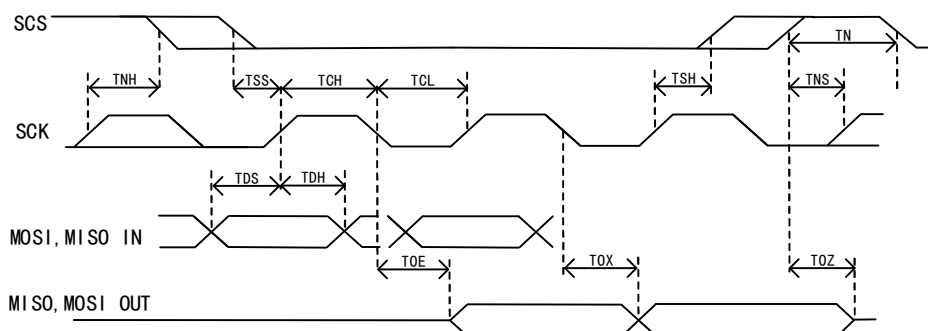 SCS
TN
TNH
TSS
TCH
TCL
TSH
TNS
SCK
TDS
TDH
MOSI,MISO IN
TOE
TOX
TOZ
MISO,MOSI OUT